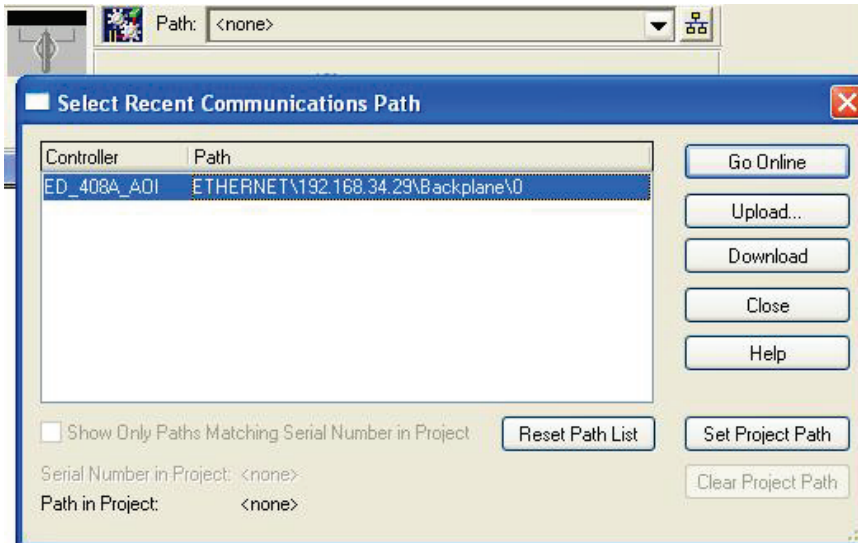 Path: <none>
Select Recent Communications Path
Controller Path
ED_408A_AOI ETHERNET\192.168.34.29\Backplane\0
Go Online
Upload...
Download
Close
Help
Show Only Paths Matching Serial Number in Project
Reset Path List
Set Project Path
Serial Number in Project: <none>
Clear Project Path
Path in Project: <none>